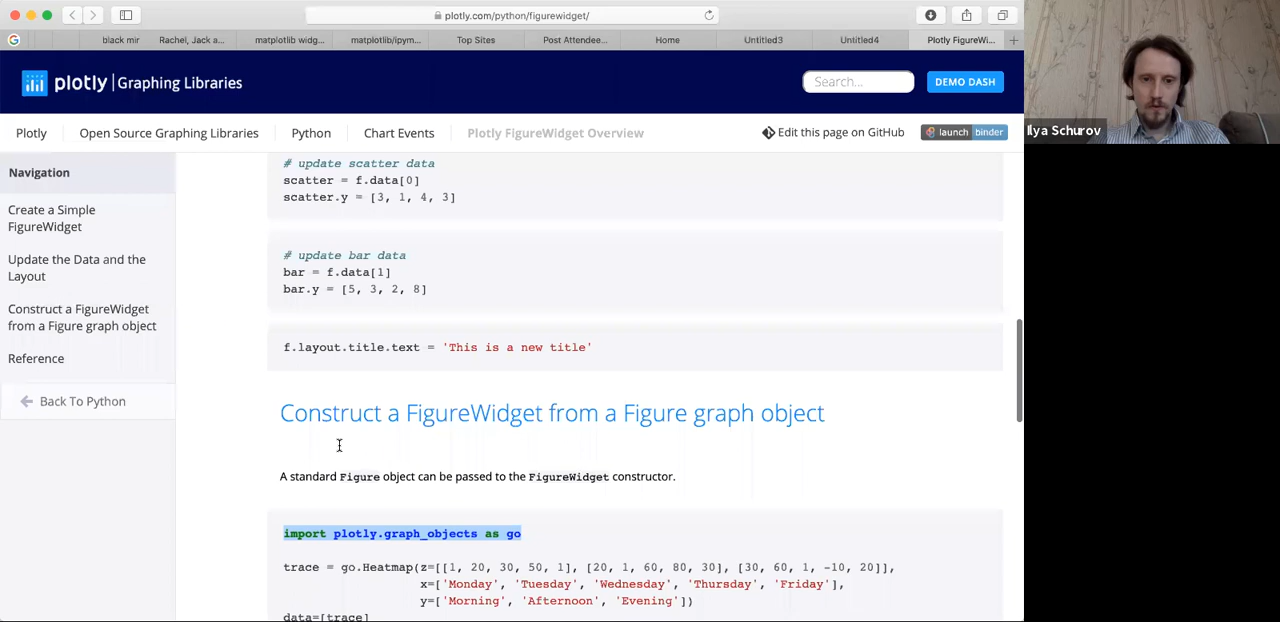 plotly.com/python/figurewidget/
G
black mir
Rachel, Jack a...
matplotlib widg...
matplotlib/ipym...
Top Sites
Post Attendee...
Home
Untitled3
Untitled4
Plotly FigureWi...
plotly | Graphing Libraries
Search...
DEMO DASH
Plotly
Open Source Graphing Libraries
Python
Chart Events
Plotly FigureWidget Overview
Edit this page on GitHub
launch binder
Ilya Schurov
Navigation
Create a Simple
FigureWidget
Update the Data and the
Layout
Construct a FigureWidget
from a Figure graph object
Reference
Back To Python
# update scatter data
scatter = f.data[0]
scatter.y = [3, 1, 4, 3]
# update bar data
bar = f.data[1]
bar.y = [5, 3, 2, 8]
f.layout.title.text = 'This is a new title'
Construct a FigureWidget from a Figure graph object
A standard Figure object can be passed to the FigureWidget constructor.
import plotly.graph_objects as go
trace = go.Heatmap(z=[[1, 20, 30, 50, 1], [20, 1, 60, 80, 30], [30, 60, 1, -10, 20]],
x=['Monday', 'Tuesday', 'Wednesday', 'Thursday', 'Friday'],
y=['Morning', 'Afternoon', 'Evening'])
data=[trace]